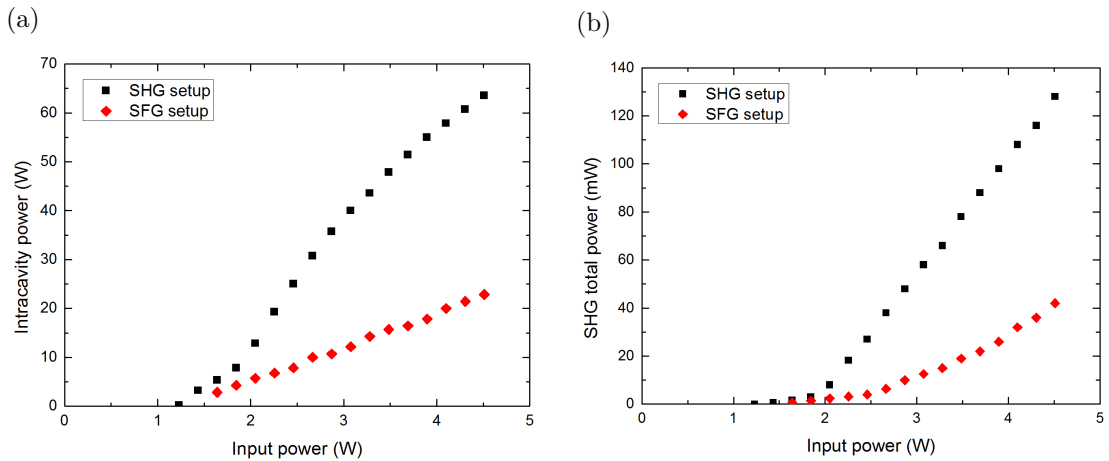 (a)
70
60
50
40
30
20
10
0
0 1 2 3 4 5
Intracavity power (W)
Input power (W)
SHG setup
SFG setup
(b)
140
120
100
80
60
40
20
0
0 1 2 3 4 5
SHG total power (mW)
Input power (W)
SHG setup
SFG setup